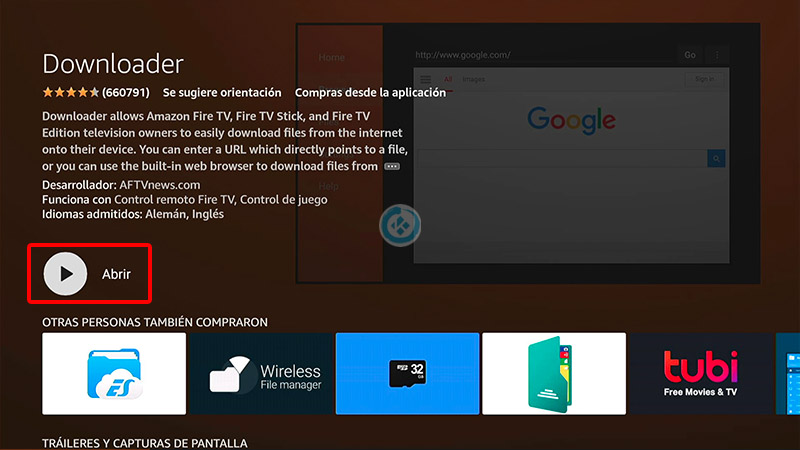 Home
http://www.google.com/
Go
Downloader
All Images
Sign in
(660791) Se sugiere orientación Compras desde la aplicación
Downloader allows Amazon Fire TV, Fire TV Stick, and Fire TV
Edition television owners to easily download files from the internet
onto their device. You can enter a URL which directly points to a file,
or you can use the built-in web browser to download files from
Google
Help
Desarrollador: AFTVnews.com
Funciona con Control remoto Fire TV, Control de juego
Idiomas admitidos: Alemán, Inglés
K
Abrir
OTRAS PERSONAS TAMBIÉN COMPRARON
ES
Wireless
File manager
micro SD
32
GB
tubi
Free Movies & TV
TRÁILERES Y CAPTURAS DE PANTALLA